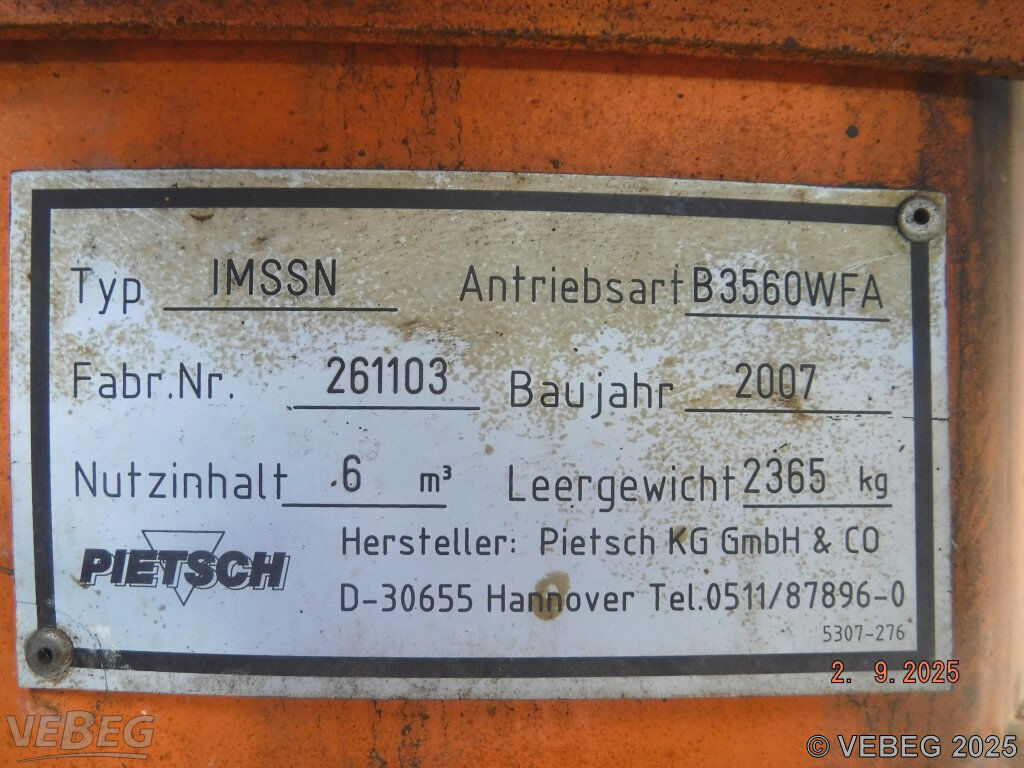 Typ IMSSN Antriebsart B3560WFA
Fabr.Nr. 261103 Baujahr 2007
Nutzinhalt 6 m³ Leergewicht 2365 kg
PIETSCH
Hersteller: Pietsch KG GmbH & CO
D-30655 Hannover Tel.0511/87896-0
5307-276
2. 9.2025
VEBEG
© VEBEG 2025